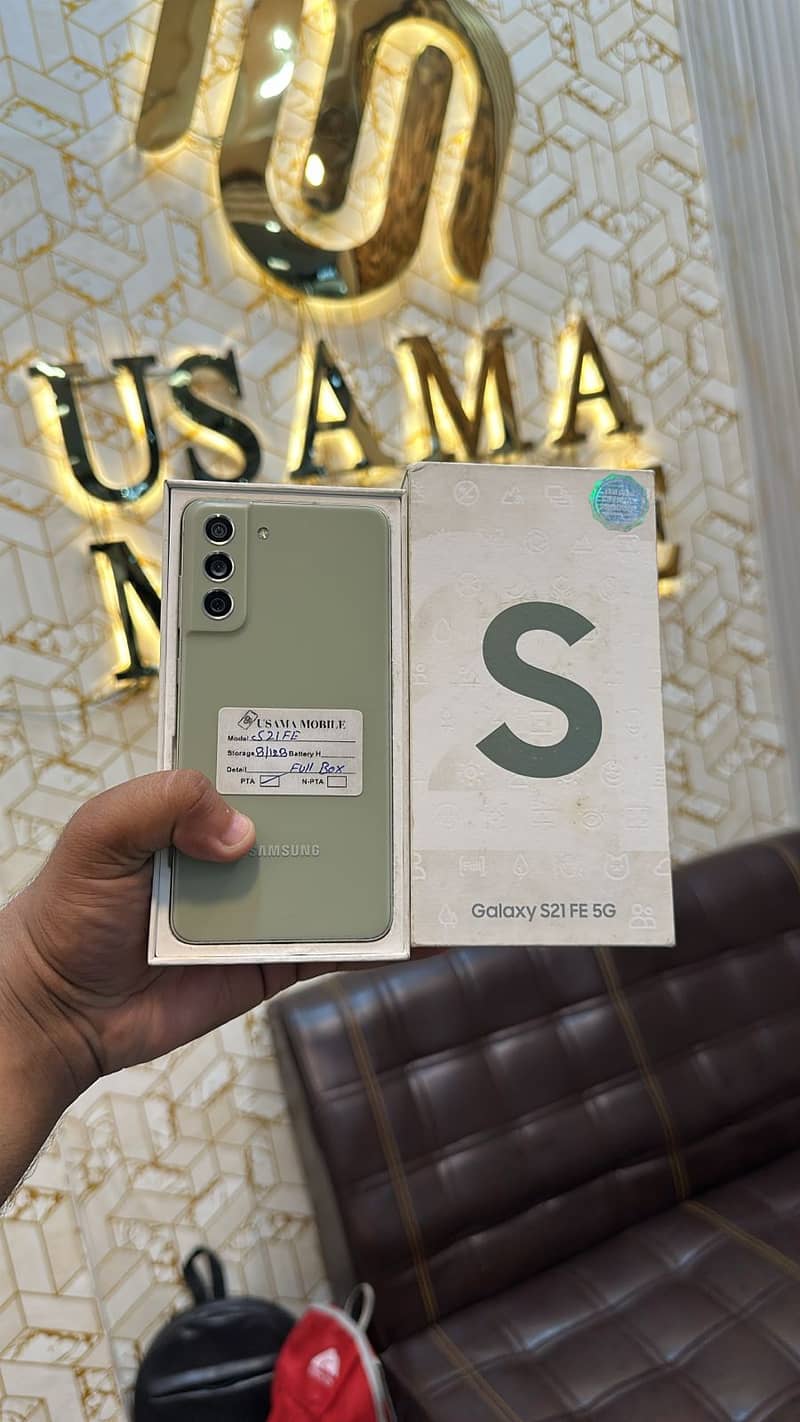 USAMA
M
USAMA MOBILE
Model S21FE
Storage 8/128 Battery H
Detail Full Box
PTA N-PTA
SAMSUNG
S
Galaxy S21 FE 5G